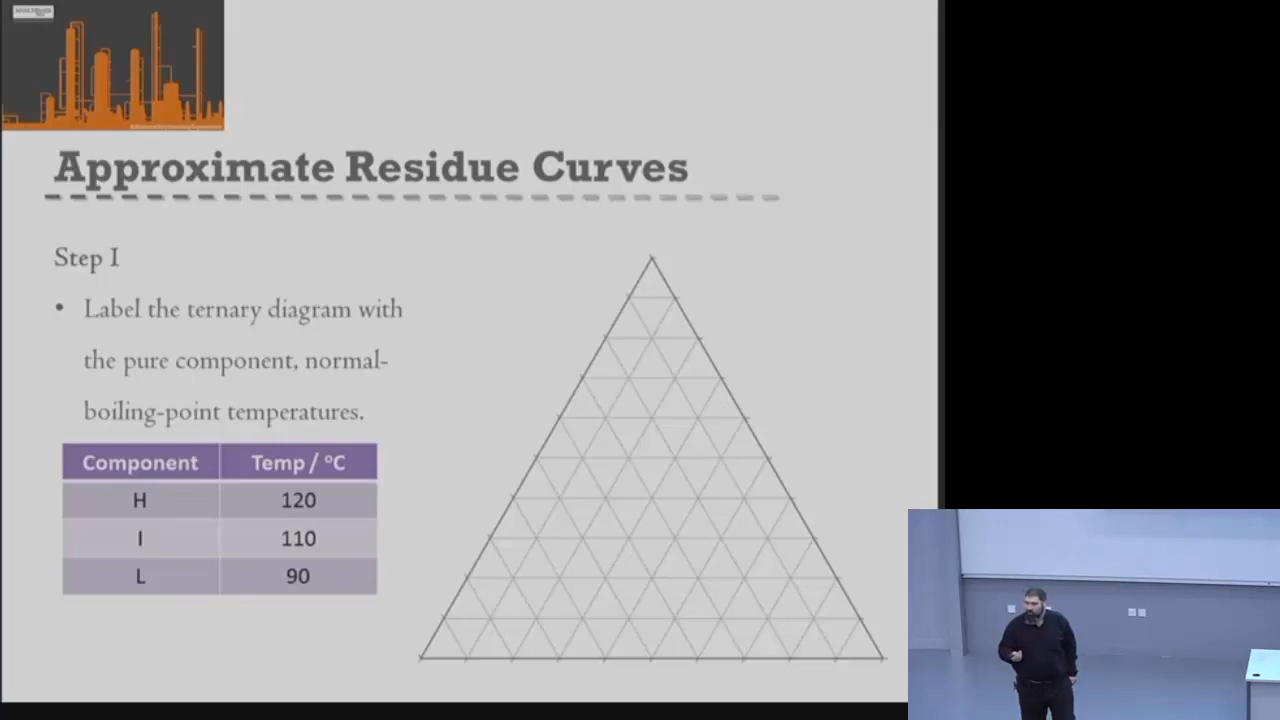 Approximate Residue Curves
Step I
• Label the ternary diagram with
the pure component, normal-
boiling-point temperatures.
Component Temp / °C
H 120
I 110
L 90